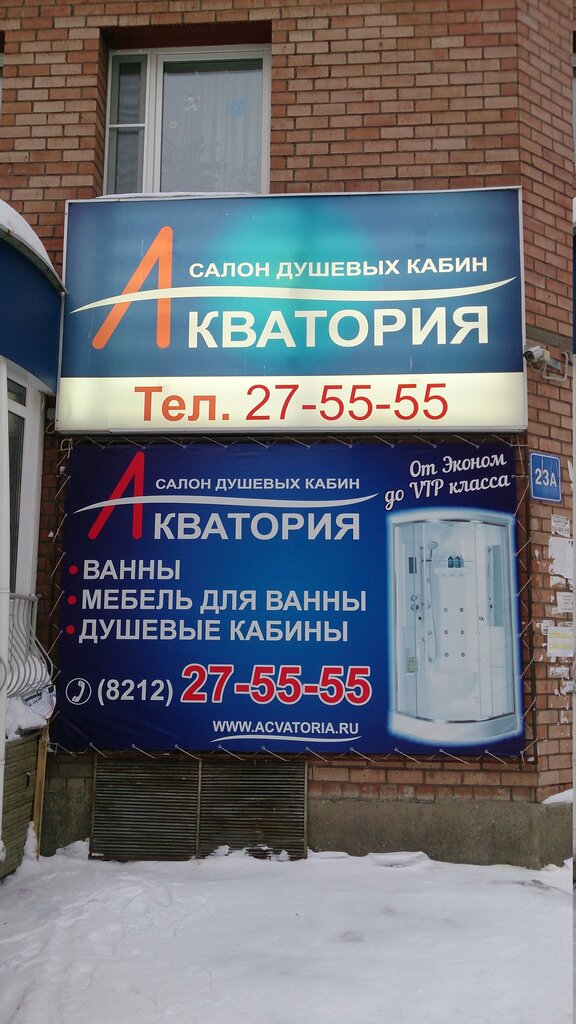 САЛОН ДУШЕВЫХ КАБИН
АКВАТОРИЯ
Тел. 27-55-55
От Эконом
до VIP класса
САЛОН ДУШЕВЫХ КАБИН
АКВАТОРИЯ
• ВАННЫ
• МЕБЕЛЬ ДЛЯ ВАННЫ
• ДУШЕВЫЕ КАБИНЫ
(8212) 27-55-55
WWW.ACVATORIA.RU
23А